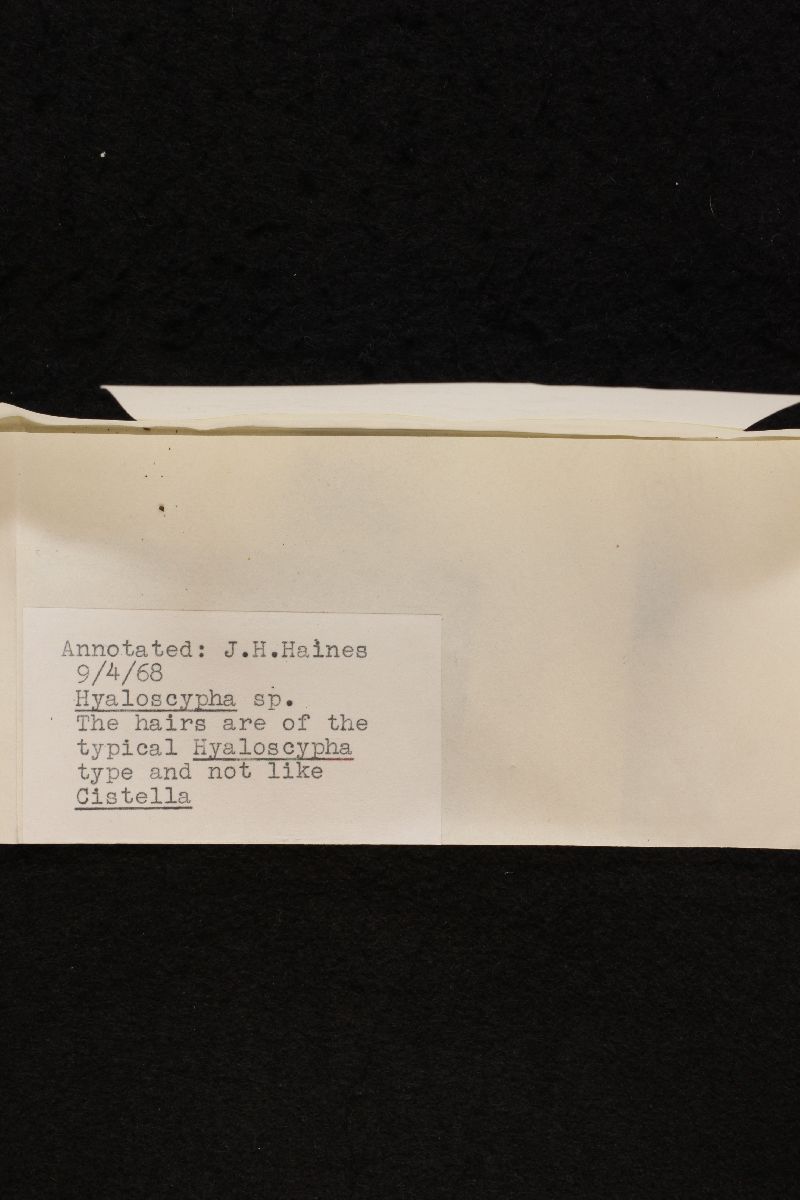 Annotated: J.H.Haines
9/4/68
Hyaloscypha sp.
The hairs are of the
typical Hyaloscypha
type and not like
Cistella